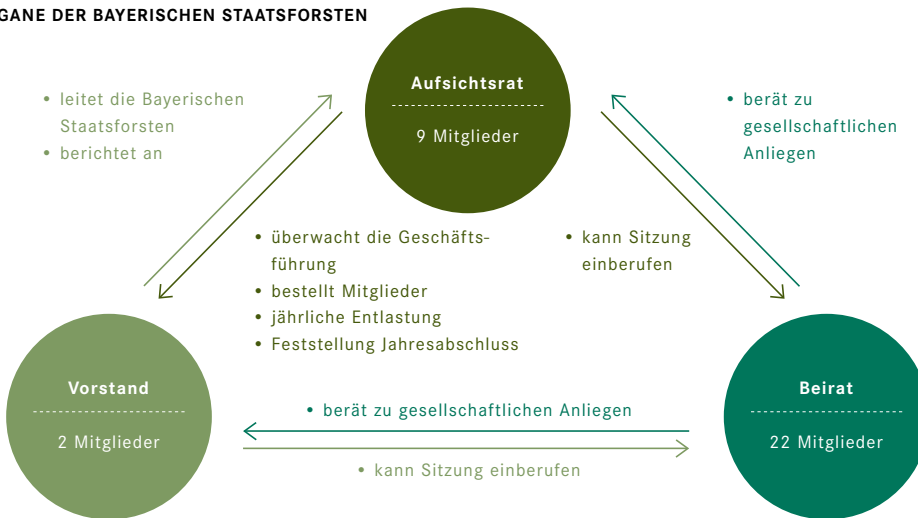 GANE DER BAYERISCHEN STAATSFORSTEN
Aufsichtsrat
9 Mitglieder
• leitet die Bayerischen
Staatsforsten
• berichtet an
• berät zu
gesellschaftlichen
Anliegen
• überwacht die Geschäfts-
führung
• bestellt Mitglieder
• jährliche Entlastung
• Feststellung Jahresabschluss
• kann Sitzung
einberufen
Vorstand
2 Mitglieder
• berät zu gesellschaftlichen Anliegen
• kann Sitzung einberufen
Beirat
22 Mitglieder